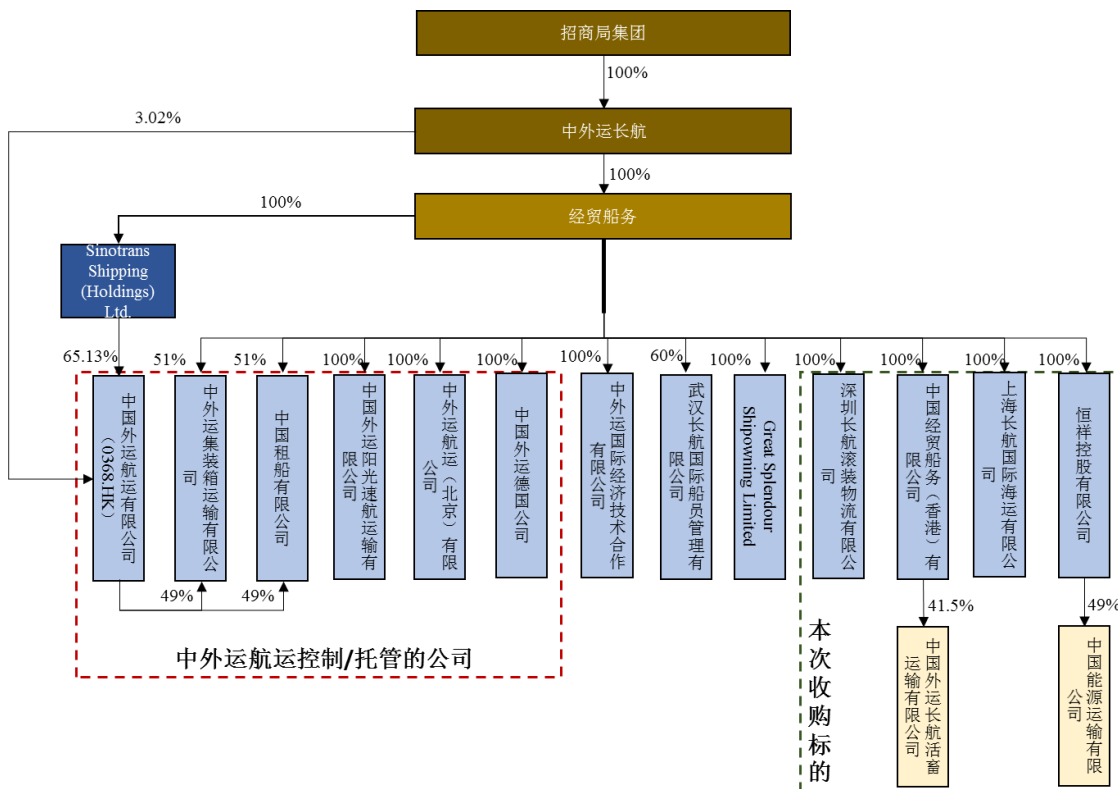 招商局集团
100%
3.02%
中外运长航
100%
100%
经贸船务
Sinotrans
Shipping
(Holdings)
Ltd.
65.13%
51%
51%
100%
100%
100%
100%
60%
100%
100%
100%
100%
100%
中国外运航运有限公司
（0368.HK）
中外运集装箱运输有限公
司
中国租船有限公司
中国外运阳光速航运输有
限公司
中外运航运（北京）有限
公司
中国外运德国公司
中外运国际经济技术合作
有限公司
武汉长航国际船员管理有
限公司
Great Splendour
Shipowning Limited
深圳长航滚装物流有限公
司
中国经贸船务（香港）有
限公司
上海长航国际海运有限公
司
恒祥控股有限公司
49%
49%
41.5%
49%
中外运航运控制/托管的公司
本次收购标的
中国外运长航活畜
运输有限公司
中国能源运输有限
公司